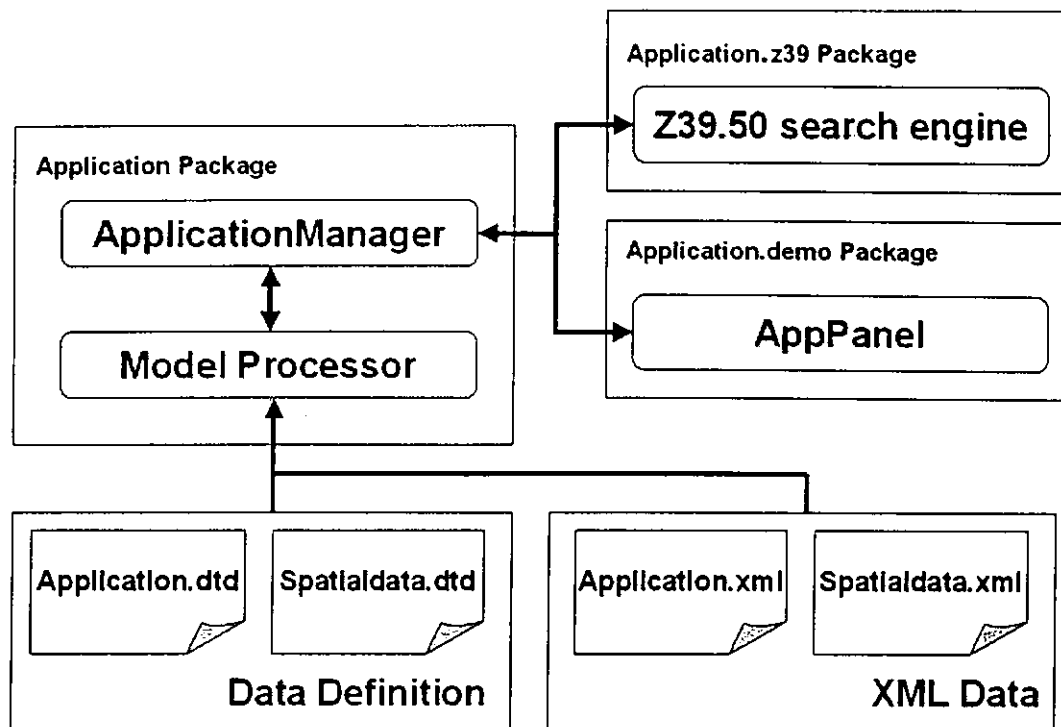 Application.z39 Package
Z39.50 search engine
Application Package
ApplicationManager
Model Processor
Application.demo Package
AppPanel
Application.dtd
Spatialdata.dtd
Data Definition
Application.xml
Spatialdata.xml
XML Data